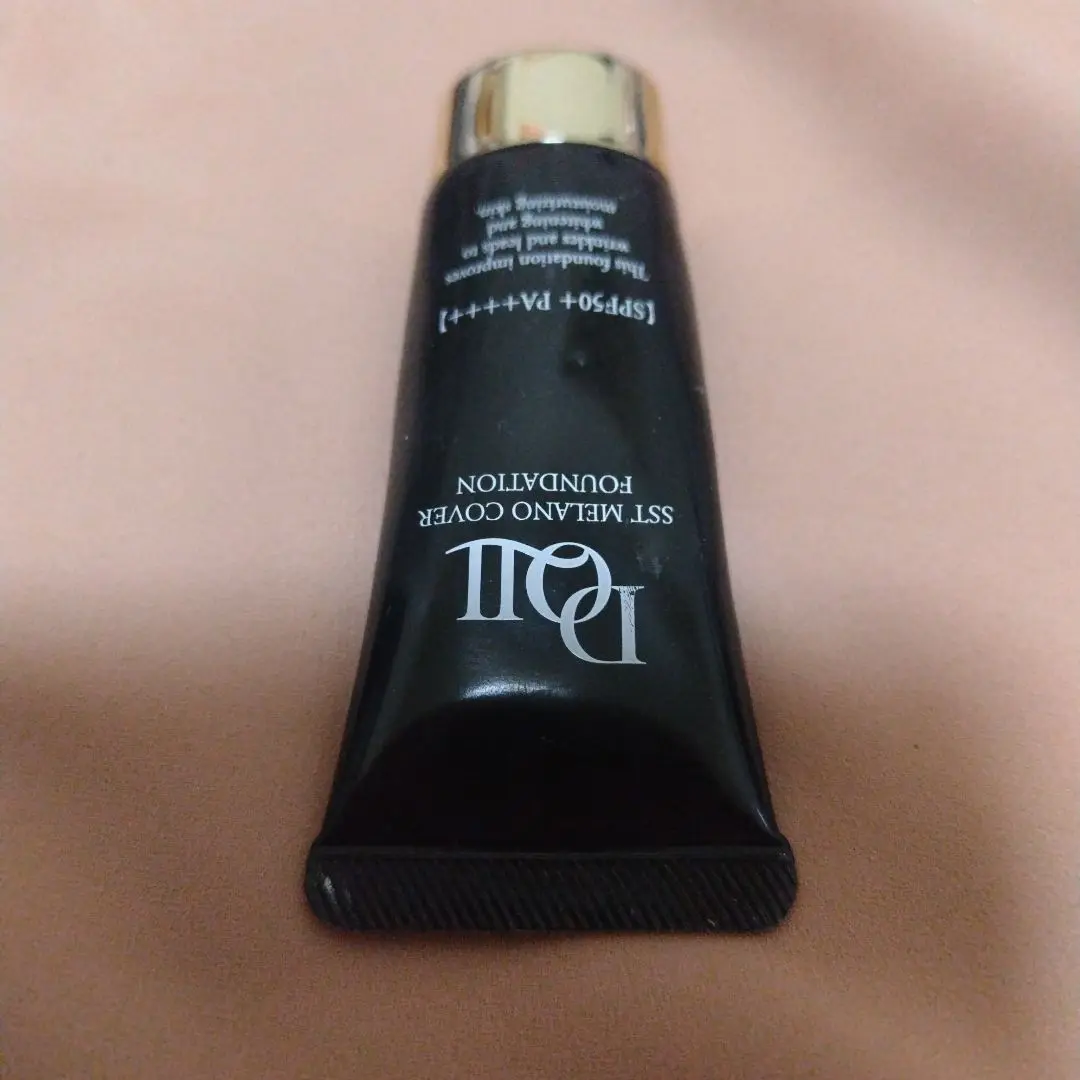 DQII
SST MELANO COVER
FOUNDATION
【SPF50+ PA++++】
This foundation improves
wrinkles and leads to
whitening and
moisturizing skin.